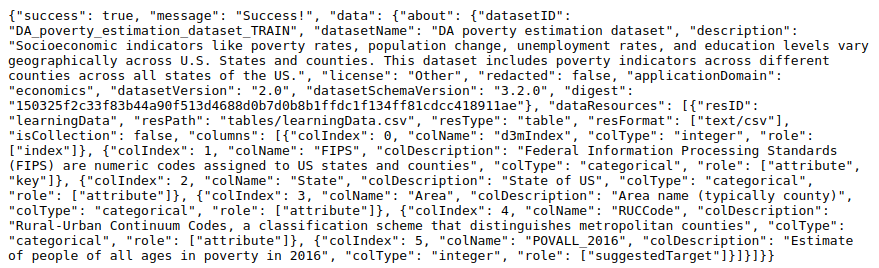 {"success": true, "message": "Success!", "data": {"about": {"datasetID":
"DA_poverty_estimation_dataset_TRAIN", "datasetName": "DA poverty estimation dataset", "description":
"Socioeconomic indicators like poverty rates, population change, unemployment rates, and education levels vary
geographically across U.S. States and counties. This dataset includes poverty indicators across different
counties across all states of the US.", "license": "Other", "redacted": false, "applicationDomain":
"economics", "datasetVersion": "2.0", "datasetSchemaVersion": "3.2.0", "digest":
"150325f2c33f83b44a90f513d4688d0b7d0b8b1ffdc1f134ff81cdcc418911ae"}, "dataResources": [{"resID":
"learningData", "resPath": "tables/learningData.csv", "resType": "table", "resFormat": ["text/csv"],
"isCollection": false, "columns": [{"colIndex": 0, "colName": "d3mIndex", "colType": "integer", "role":
["index"]}, {"colIndex": 1, "colName": "FIPS", "colDescription": "Federal Information Processing Standards
(FIPS) are numeric codes assigned to US states and counties", "colType": "categorical", "role": ["attribute",
"key"]}, {"colIndex": 2, "colName": "State", "colDescription": "State of US", "colType": "categorical",
"role": ["attribute"]}, {"colIndex": 3, "colName": "Area", "colDescription": "Area name (typically county)",
"colType": "categorical", "role": ["attribute"]}, {"colIndex": 4, "colName": "RUCCode", "colDescription":
"Rural-Urban Continuum Codes, a classification scheme that distinguishes metropolitan counties", "colType":
"categorical", "role": ["attribute"]}, {"colIndex": 5, "colName": "POVALL_2016", "colDescription": "Estimate
of people of all ages in poverty in 2016", "colType": "integer", "role": ["suggestedTarget"]}]}]}}